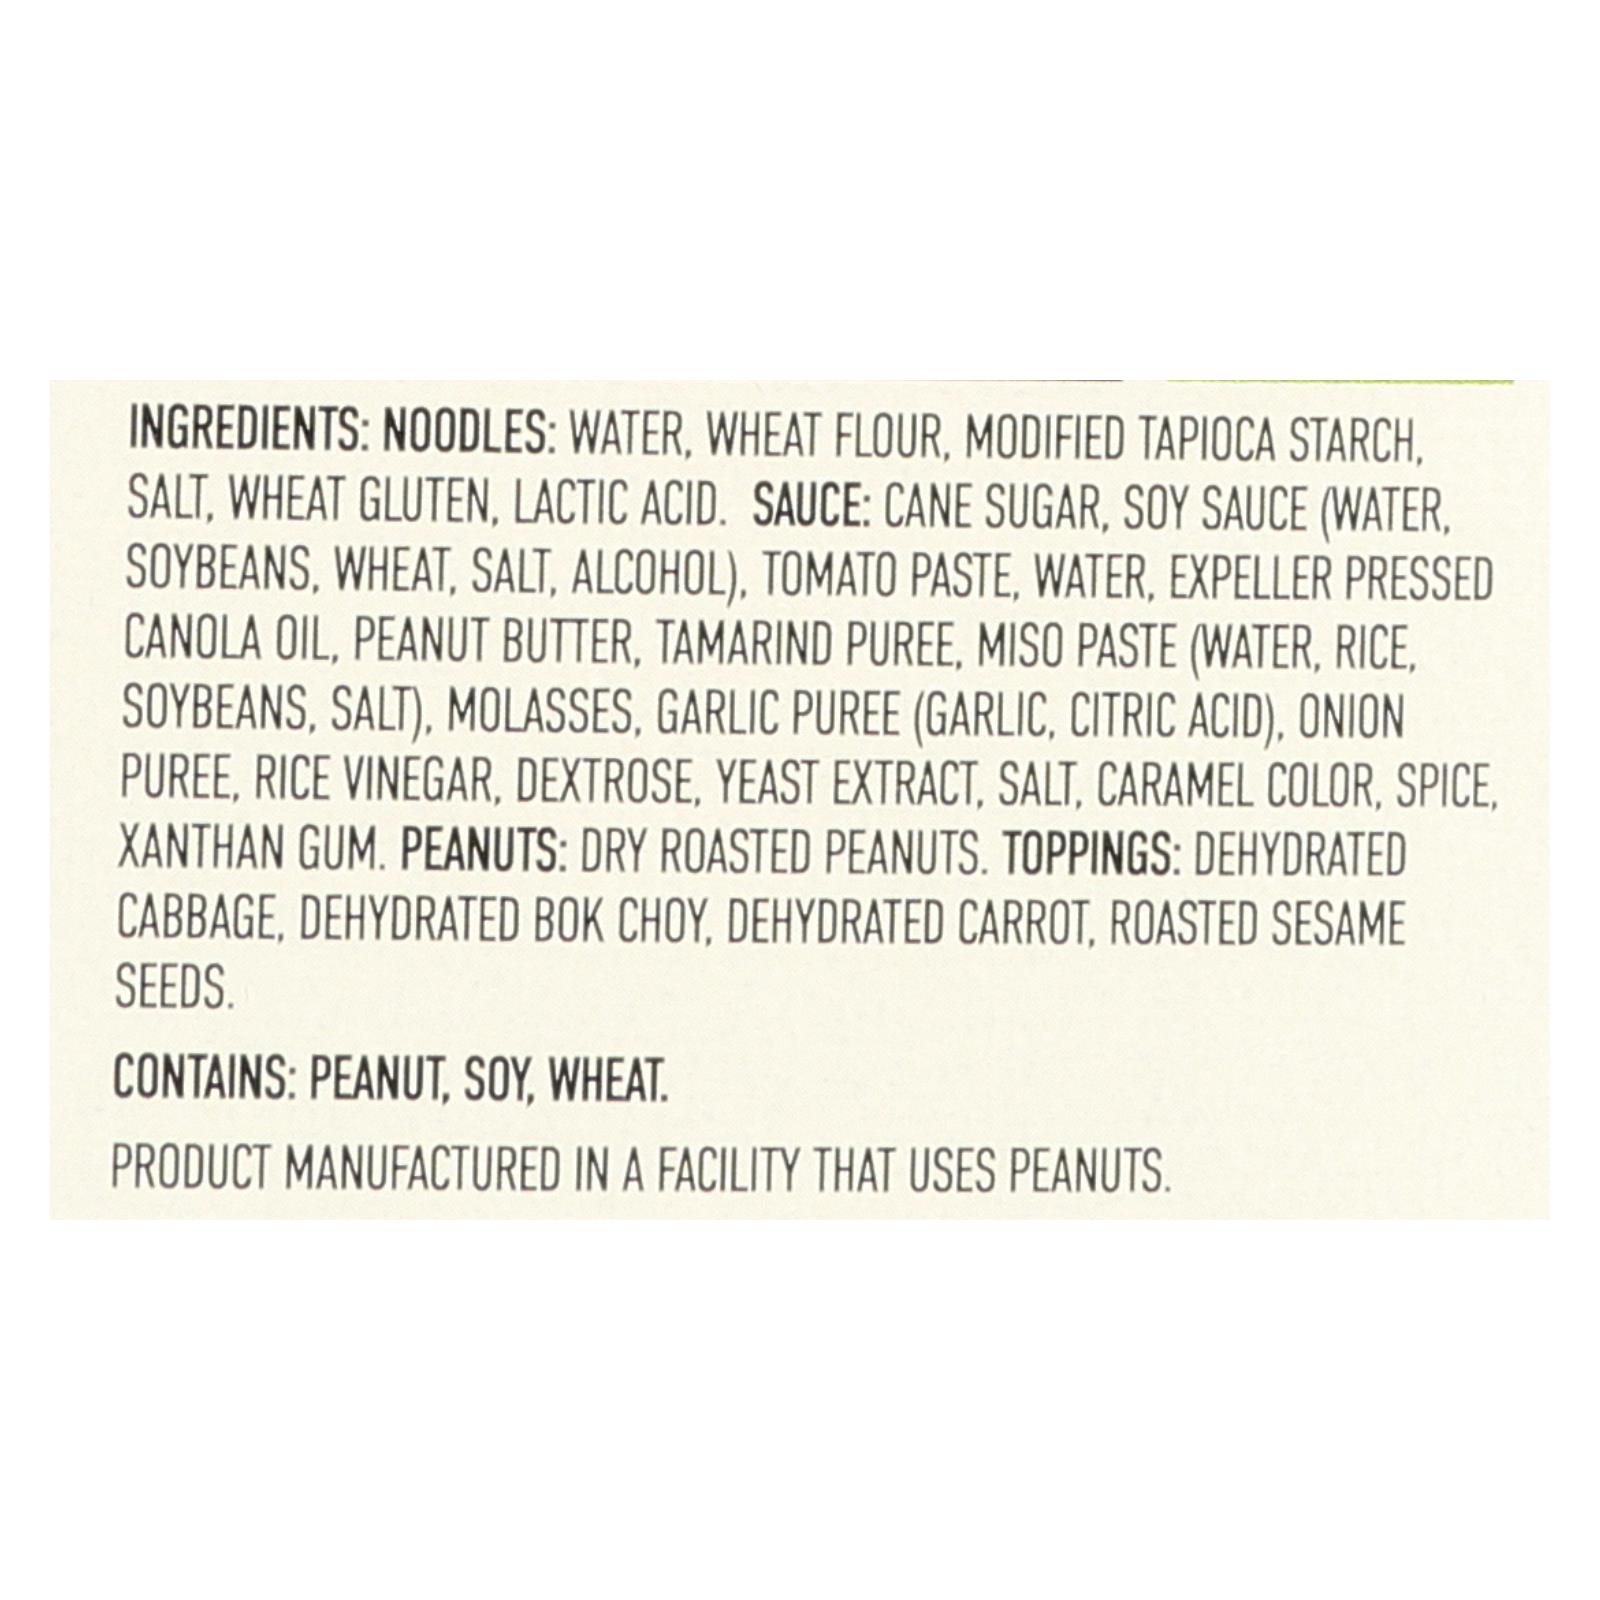 INGREDIENTS: NOODLES: WATER, WHEAT FLOUR, MODIFIED TAPIOCA STARCH,
SALT, WHEAT GLUTEN, LACTIC ACID. SAUCE: CANE SUGAR, SOY SAUCE (WATER,
SOYBEANS, WHEAT, SALT, ALCOHOL), TOMATO PASTE, WATER, EXPELLER PRESSED
CANOLA OIL, PEANUT BUTTER, TAMARIND PUREE, MISO PASTE (WATER, RICE,
SOYBEANS, SALT), MOLASSES, GARLIC PUREE (GARLIC, CITRIC ACID), ONION
PUREE, RICE VINEGAR, DEXTROSE, YEAST EXTRACT, SALT, CARAMEL COLOR, SPICE,
XANTHAN GUM. PEANUTS: DRY ROASTED PEANUTS. TOPPINGS: DEHYDRATED
CABBAGE, DEHYDRATED BOK CHOY, DEHYDRATED CARROT, ROASTED SESAME
SEEDS.
CONTAINS: PEANUT, SOY, WHEAT.
PRODUCT MANUFACTURED IN A FACILITY THAT USES PEANUTS.